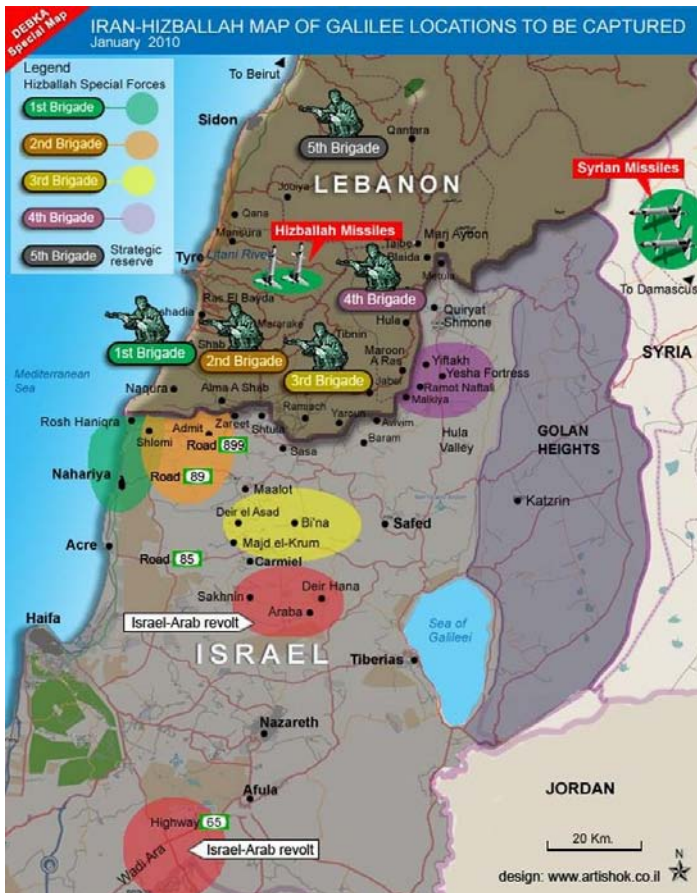 DEBKA
Special Map
IRAN-HIZBALLAH MAP OF GALILEE LOCATIONS TO BE CAPTURED
January 2010
Legend
Hizballah Special Forces
1st Brigade
2nd Brigade
3rd Brigade
4th Brigade
5th Brigade
Strategic
reserve
To Beirut
Sidon
5th Brigade
Qantara
LEBANON
Jobiya
Syrian Missiles
Qana
Mansura
Hizballah Missiles
Taibe
Marj Ayoon
Blaida
Metula
Tyre
Litani River
To Damascus
4th Brigade
Ras El Bayda
shadia
Mararake
Hula
Quiryat
Shmone
Shab
Tibnin
SYRIA
1st Brigade
2nd Brigade
3rd Brigade
Maroon
A Ras
Yiftakh
Yesha Fortress
Jabel
Ramot Naftali
Malkiya
Mediterranean
Sea
Naqura
Alma A Shab
Ramiach
Yaroun
Avivim
Rosh Haniqra
Shlomi
Admit
Zareet
Shtula
Road 899
Sasa
Baram
Hula
Valley
GOLAN
HEIGHTS
Nahariya
Road 89
Maalot
Katzrin
Deir el Asad
Bi'na
Safed
Majd el-Krum
Acre
Road 85
Carmiel
Sakhnin
Deir Hana
Araba
Israel-Arab revolt
Haifa
Sea of
Galileei
ISRAEL
Tiberias
Nazareth
Afula
JORDAN
Highway 65
Wadi Ara
Israel-Arab revolt
20 Km.
N
design: www.artishok.co.il